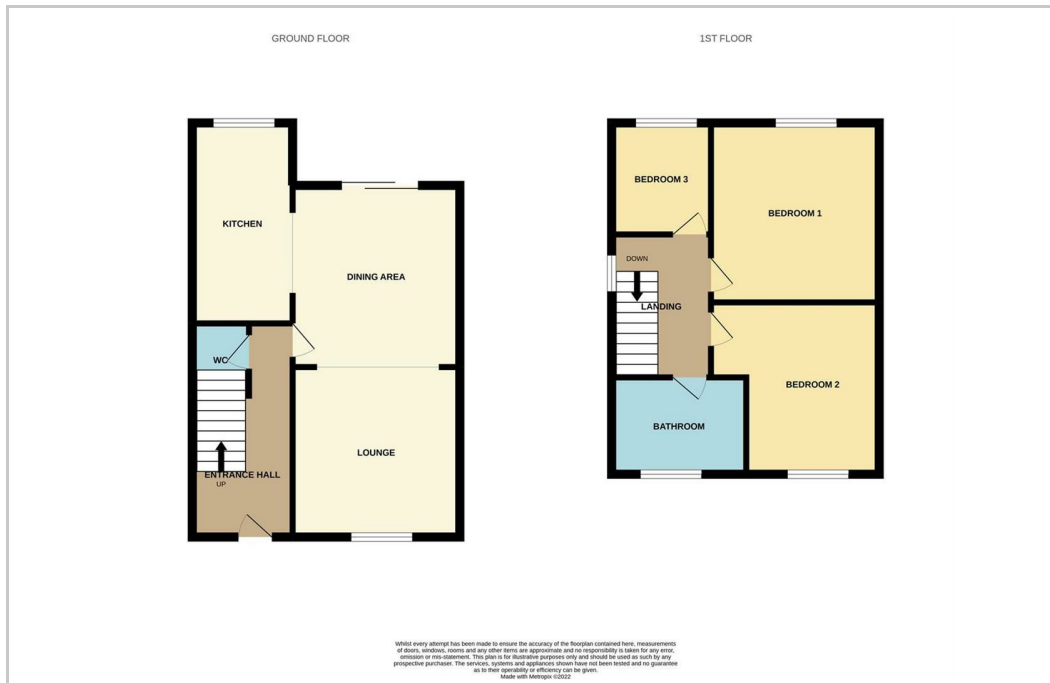 GROUND FLOOR
1ST FLOOR
KITCHEN
DINING AREA
WC
LOUNGE
ENTRANCE HALL
UP
BEDROOM 3
BEDROOM 1
DOWN
LANDING
BEDROOM 2
BATHROOM
Whilst every attempt has been made to ensure the accuracy of the floorplan contained here, measurements
of doors, windows, rooms and any other items are approximate and no responsibility is taken for any error,
omission or mis-statement. This plan is for illustrative purposes only and should be used as such by any
prospective purchaser. The services, systems and appliances shown have not been tested and no guarantee
as to their operability or efficiency can be given.
Made with Metropix ©2022